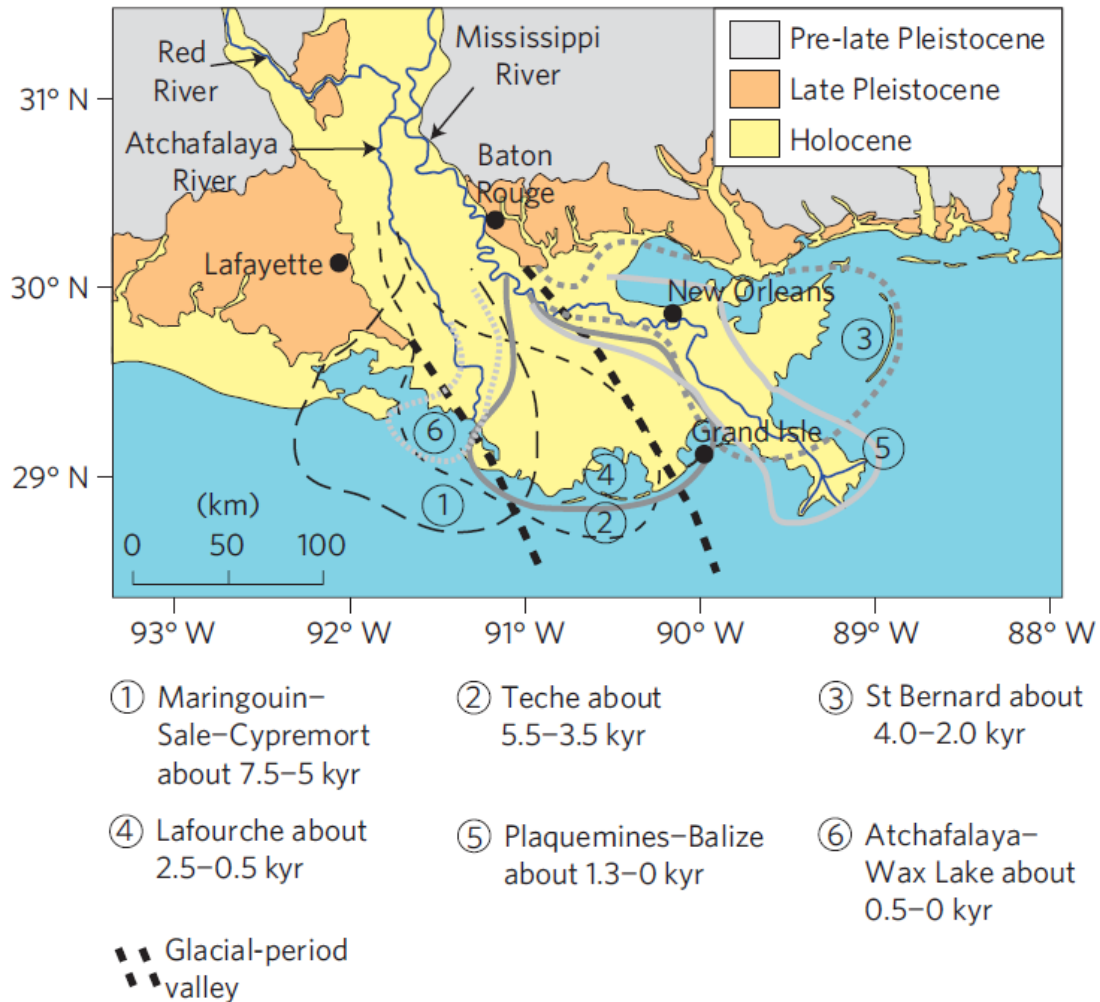 Red
River
Mississippi
River
Pre-late Pleistocene
Late Pleistocene
Holocene
31° N
30° N
29° N
Atchafalaya
River
Baton
Rouge
Lafayette
New Orleans
Grand Isle
3
6
5
4
1
2
(km)
0 50 100
93° W 92° W 91° W 90° W 89° W 88° W
1 Maringouin–
Sale–Cypremort
about 7.5–5 kyr
2 Teche about
5.5–3.5 kyr
3 St Bernard about
4.0–2.0 kyr
4 Lafourche about
2.5–0.5 kyr
5 Plaquemines–Balize
about 1.3–0 kyr
6 Atchafalaya–
Wax Lake about
0.5–0 kyr
Glacial-period
valley